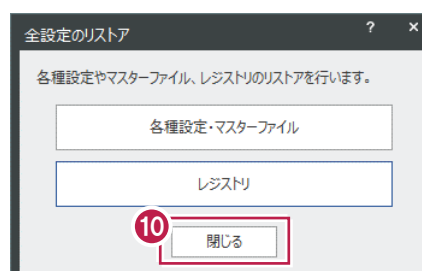 全設定のリストア ? ×
各種設定やマスターファイル、レジストリのリストアを行います。
各種設定・マスターファイル
レジストリ
10
閉じる